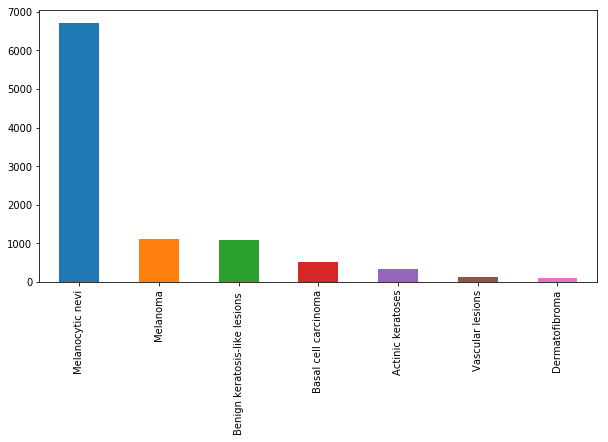 7000
6000
5000
4000
3000
2000
1000
0
Melanocytic nevi
Melanoma
Benign keratosis-like lesions
Basal cell carcinoma
Actinic keratoses
Vascular lesions
Dermatofibroma